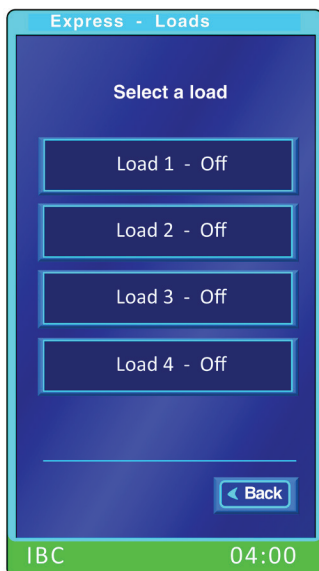 Express - Loads
Select a load
Load 1 - Off
Load 2 - Off
Load 3 - Off
Load 4 - Off
Back
IBC 04:00